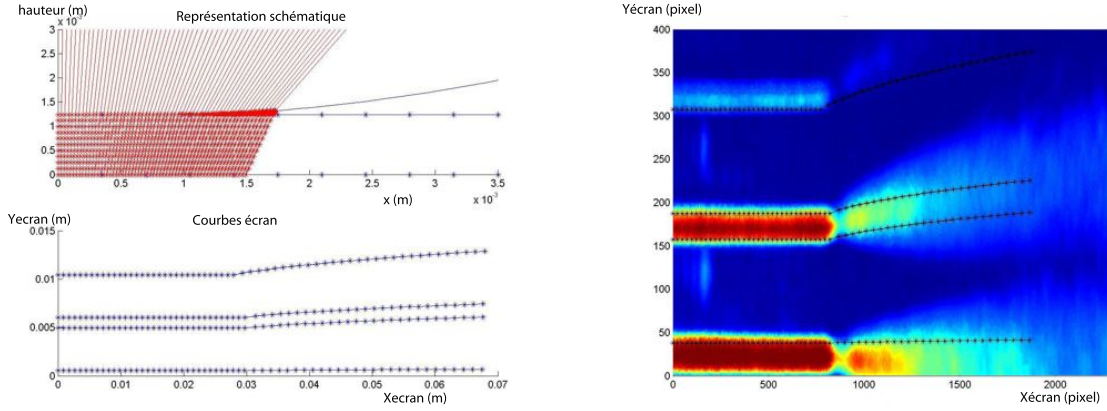 hauteur (m)
Représentation schématique
x 10⁻³
3
2.5
2
1.5
1
0.5
0
0 0.5 1 1.5 2 2.5 3 3.5
x (m)
x 10⁻³
Yecran (m)
Courbes écran
0.015
0.01
0.005
0
0 0.01 0.02 0.03 0.04 0.05 0.06 0.07
Xecran (m)
Yécran (pixel)
400
350
300
250
200
150
100
50
0
0 500 1000 1500 2000
Xécran (pixel)